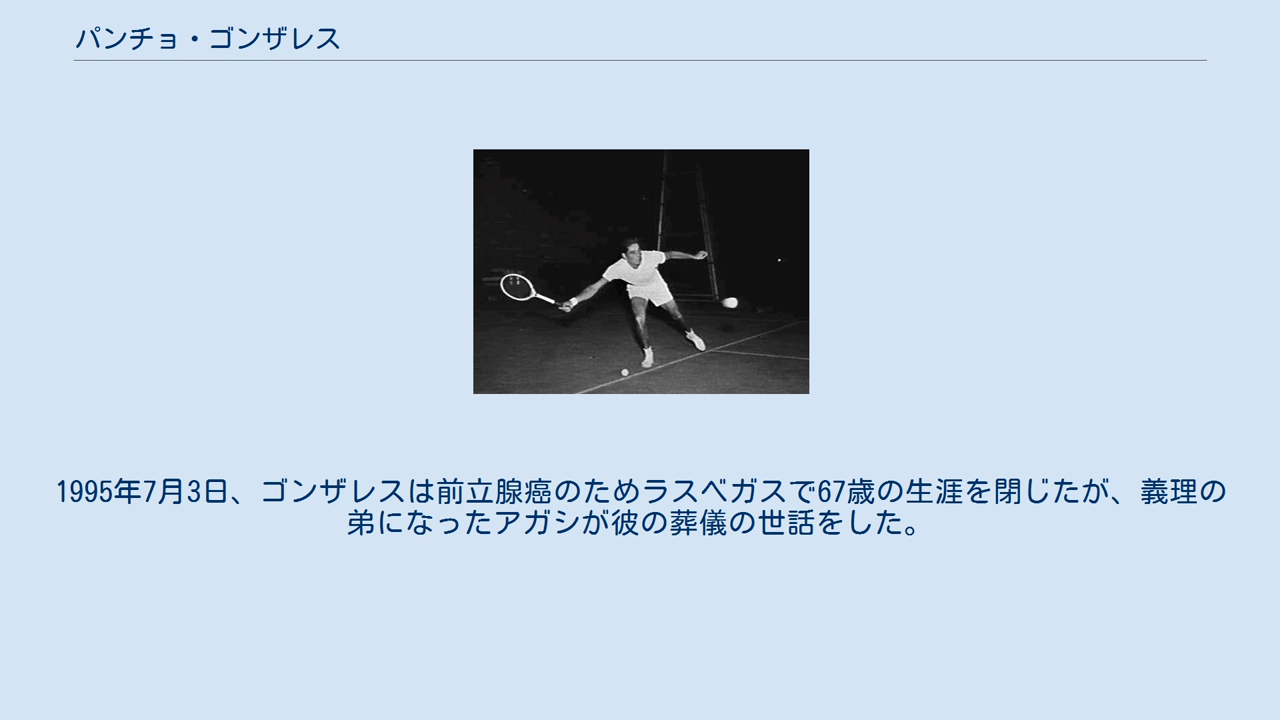 パンチョ・ゴンザレス
1995年7月3日、ゴンザレスは前立腺癌のためラスベガスで67歳の生涯を閉じたが、義理の
弟になったアガシが彼の葬儀の世話をした。